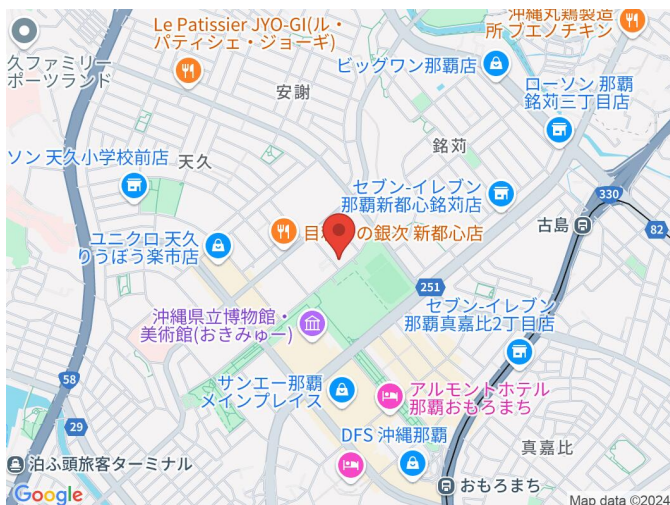 Le Patissier JYO-GI(ル・
パティシェ・ジョーギ)
沖縄丸鶏製造
所 ブエノチキン
久ファミリー
ポーツランド
ビッグワン那覇店
安謝
ローソン 那覇
銘苅三丁目店
銘苅
ソン 天久小学校前店
天久
セブン-イレブン
那覇新都心銘苅店
330
古島
82
の銀次 新都心店
ユニクロ 天久
りうぼう楽市店
251
セブン-イレブン
那覇真嘉比2丁目店
沖縄県立博物館・
美術館(おきみゅー)
58
サンエー那覇
メインプレイス
アルモントホテル
那覇おもろまち
29
DFS 沖縄那覇
真嘉比
泊ふ頭旅客ターミナル
おもろまち
Google
Map data ©2024